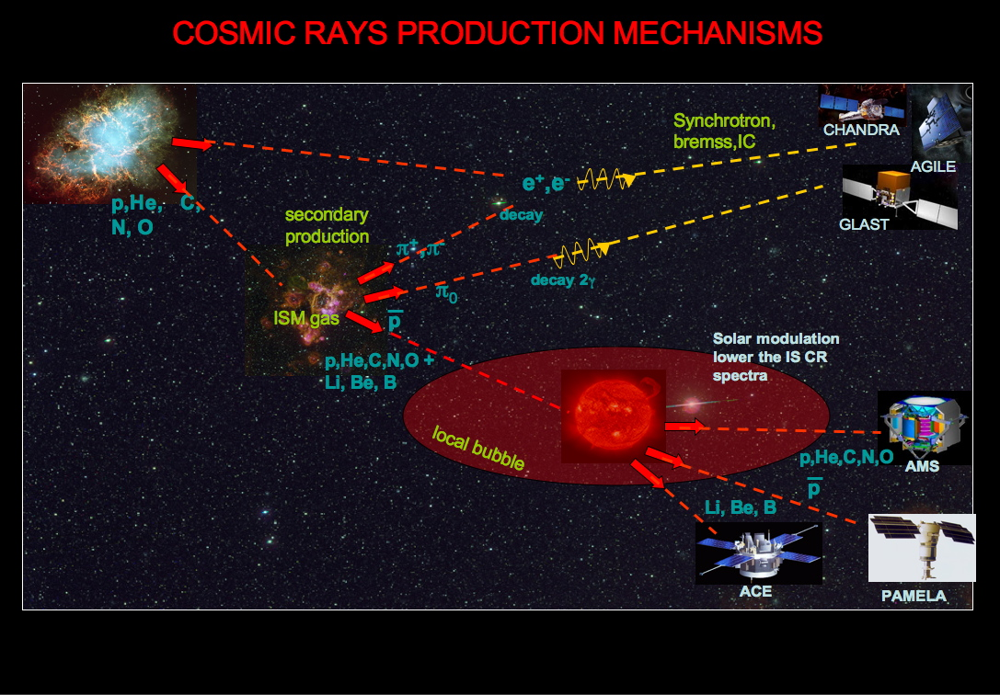 COSMIC RAYS PRODUCTION MECHANISMS
Synchrotron,
bremss,IC
CHANDRA
AGILE
GLAST
e⁺,e⁻
p,He, C,
N, O
secondary
production
decay
π⁺,π⁻
decay 2γ
π₀
ISM gas
p̅
p,He,C,N,O +
Li, Be, B
Solar modulation
lower the IS CR
spectra
local bubble
p,He,C,N,O
AMS
p̅
Li, Be, B
ACE
PAMELA